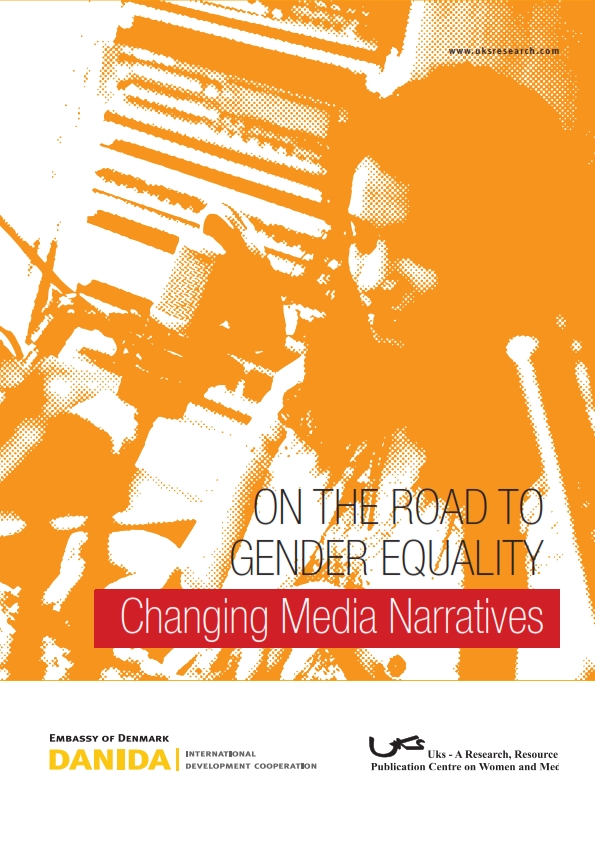 www.uksresearch.com
ON THE ROAD TO
GENDER EQUALITY
Changing Media Narratives
EMBASSY OF DENMARK
DANIDA
INTERNATIONAL
DEVELOPMENT COOPERATION
Uks
Uks - A Research, Resource
Publication Centre on Women and Med